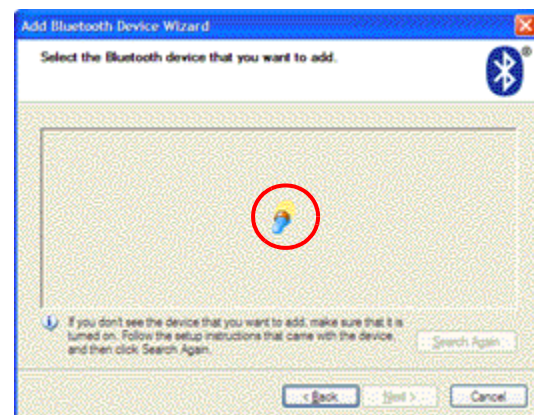 Add Bluetooth Device Wizard
Select the Bluetooth device that you want to add.
®
If you don't see the device that you want to add, make sure that it is
turned on. Follow the setup instructions that came with the device,
and then click Search Again.
Search Again
< Back
Next >
Cancel